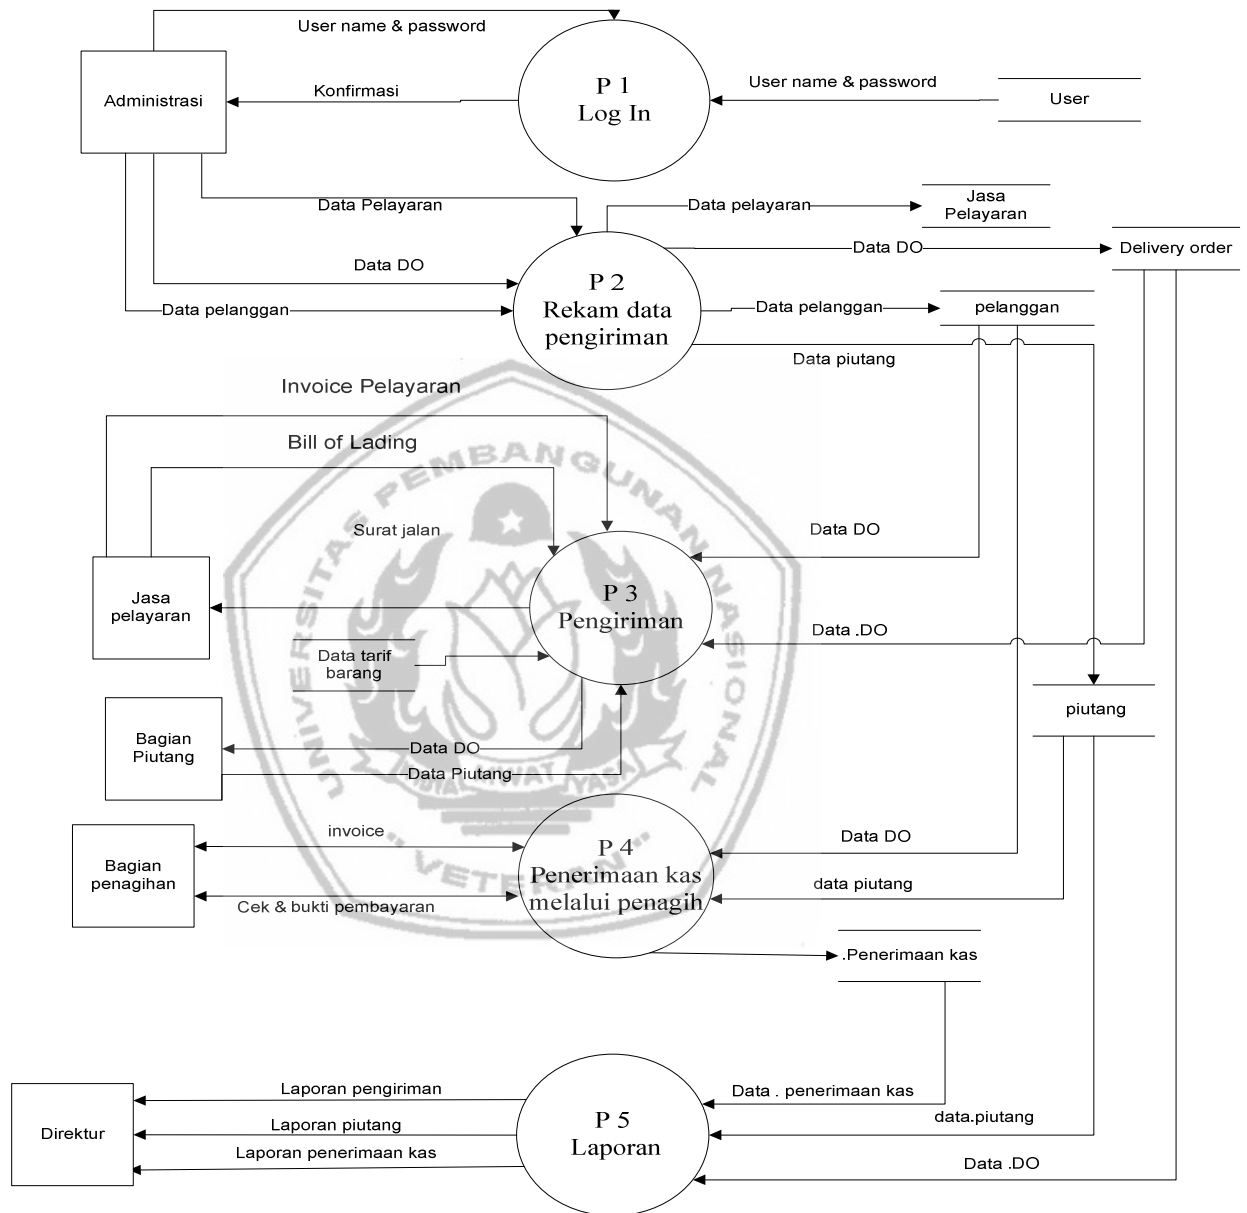 User name & password
P 1
Log In
Administrasi
Konfirmasi
User name & password
User
Data Pelayaran
Data pelayaran
Jasa
Pelayaran
Data DO
Data DO
Delivery order
P 2
Rekam data
pengiriman
Data pelanggan
Data pelanggan
pelanggan
Data piutang
Invoice Pelayaran
Bill of Lading
Surat jalan
Data DO
Jasa
pelayaran
P 3
Pengiriman
Data .DO
Data tarif
barang
piutang
Bagian
Piutang
Data DO
Data Piutang
invoice
Data DO
Bagian
penagihan
P 4
Penerimaan kas
melalui penagih
data piutang
Cek & bukti pembayaran
.Penerimaan kas
Laporan pengiriman
Data . penerimaan kas
Direktur
Laporan piutang
P 5
Laporan
data.piutang
Laporan penerimaan kas
Data .DO
UNIVERSITAS PEMBANGUNAN NASIONAL
" VETERAN "